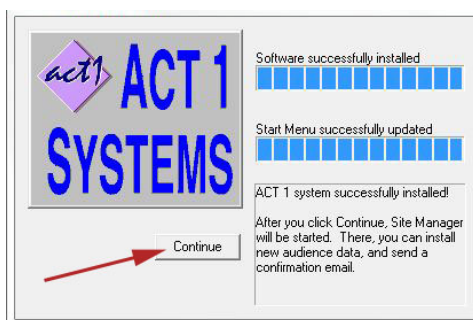 act1
ACT 1
SYSTEMS
Software successfully installed
Start Menu successfully updated
ACT 1 system successfully installed!
After you click Continue, Site Manager
will be started. There, you can install
new audience data, and send a
confirmation email.
Continue